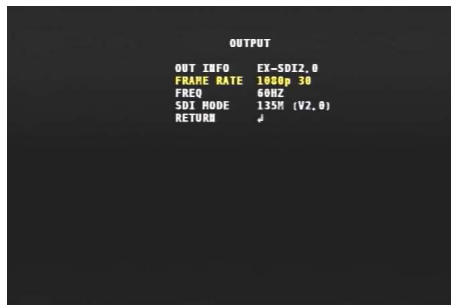 OUTPUT
OUT INFO EX-SDI2.0
FRAME RATE 1080p 30
FREQ 60HZ
SDI MODE 135M (V2.0)
RETURN ↲